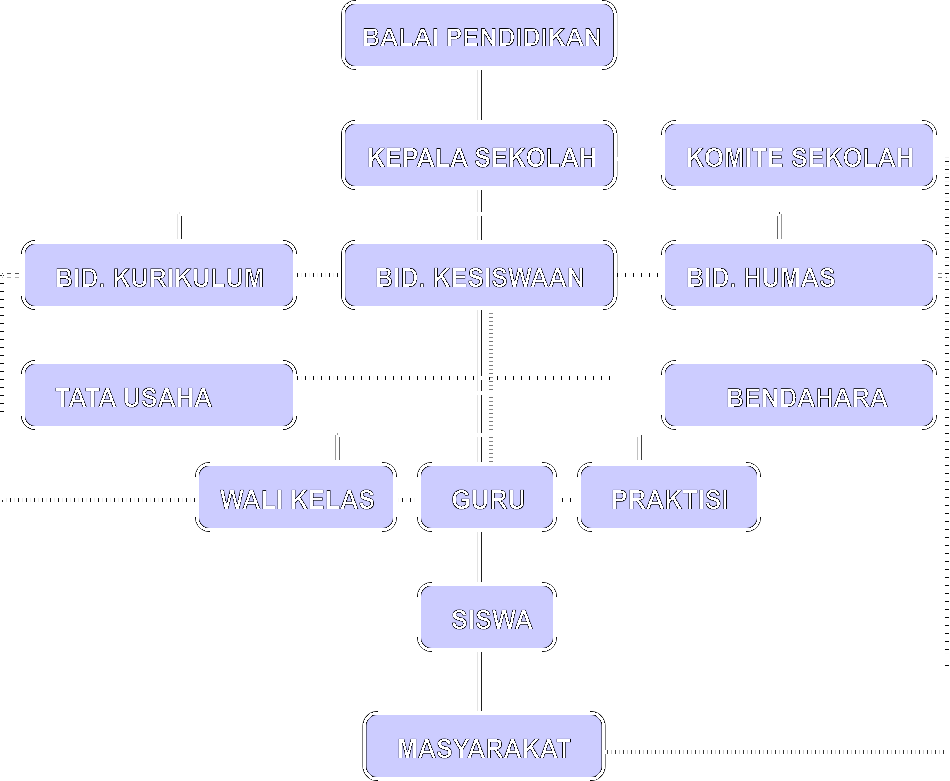 BALAI PENDIDIKAN
KEPALA SEKOLAH
KOMITE SEKOLAH
BID. KURIKULUM
BID. KESISWAAN
BID. HUMAS
TATA USAHA
BENDAHARA
WALI KELAS
GURU
PRAKTISI
SISWA
MASYARAKAT